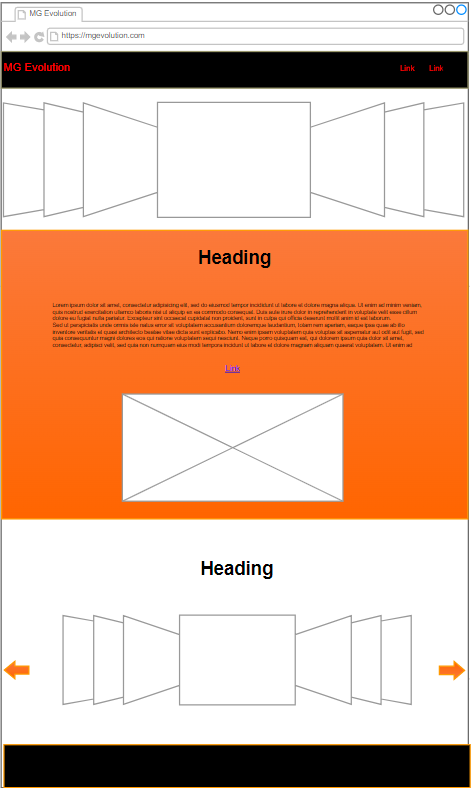 MG Evolution
https://mgevolution.com
MG Evolution
Link
Link
Heading
Lorem ipsum dolor sit amet, consectetur adipisicing elit, sed do eiusmod tempor incididunt ut labore et dolore magna aliqua. Ut enim ad minim veniam,
quis nostrud exercitation ullamco laboris nisi ut aliquip ex ea commodo consequat. Duis aute irure dolor in reprehenderit in voluptate velit esse cillum
dolore eu fugiat nulla pariatur. Excepteur sint occaecat cupidatat non proident, sunt in culpa qui officia deserunt mollit anim id est laborum.
Sed ut perspiciatis unde omnis iste natus error sit voluptatem accusantium doloremque laudantium, totam rem aperiam, eaque ipsa quae ab illo
inventore veritatis et quasi architecto beatae vitae dicta sunt explicabo. Nemo enim ipsam voluptatem quia voluptas sit aspernatur aut odit aut fugit, sed
quia consequuntur magni dolores eos qui ratione voluptatem sequi nesciunt. Neque porro quisquam est, qui dolorem ipsum quia dolor sit amet,
consectetur, adipisci velit, sed quia non numquam eius modi tempora incidunt ut labore et dolore magnam aliquam quaerat voluptatem. Ut enim ad
Link
Heading